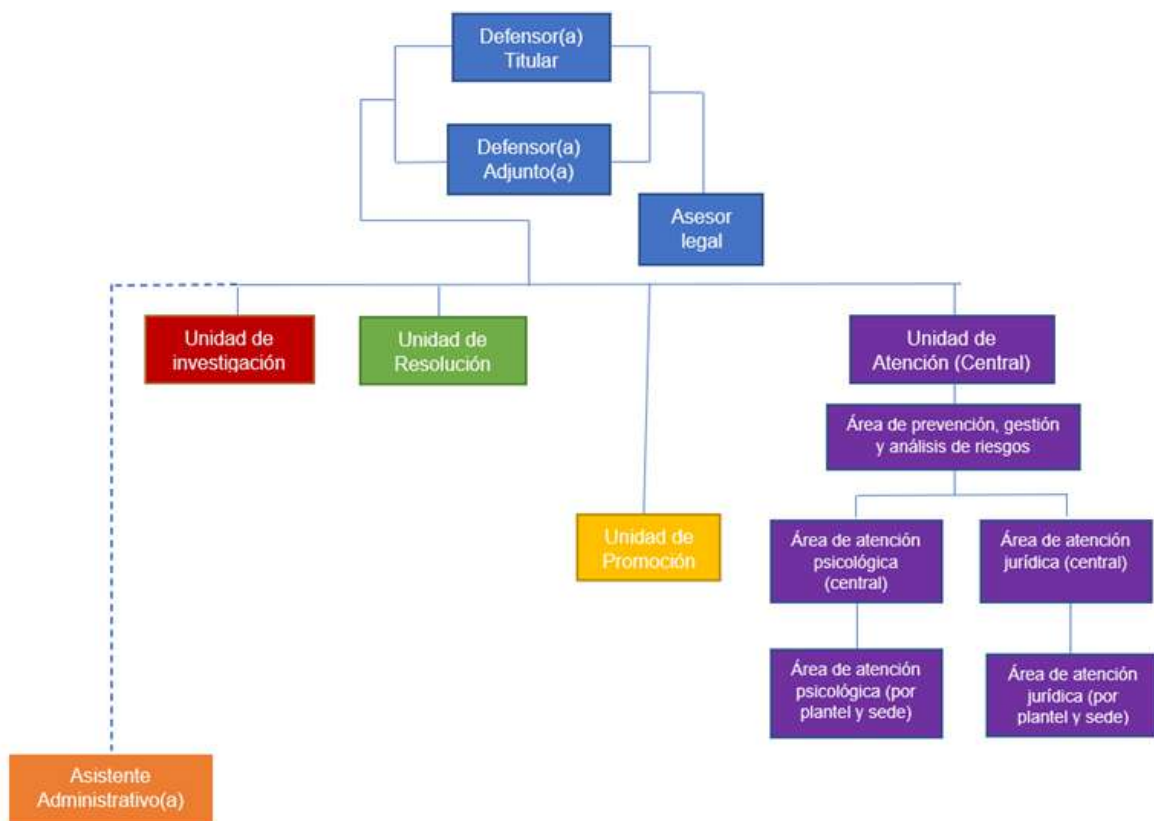 Defensor(a)
Titular
Defensor(a)
Adjunto(a)
Asesor
legal
Unidad de
investigación
Unidad de
Resolución
Unidad de
Atención (Central)
Área de prevención, gestión
y análisis de riesgos
Unidad de
Promoción
Área de atención
psicológica
(central)
Área de atención
jurídica (central)
Área de atención
psicológica (por
plantel y sede)
Área de atención
jurídica (por
plantel y sede)
Asistente
Administrativo(a)